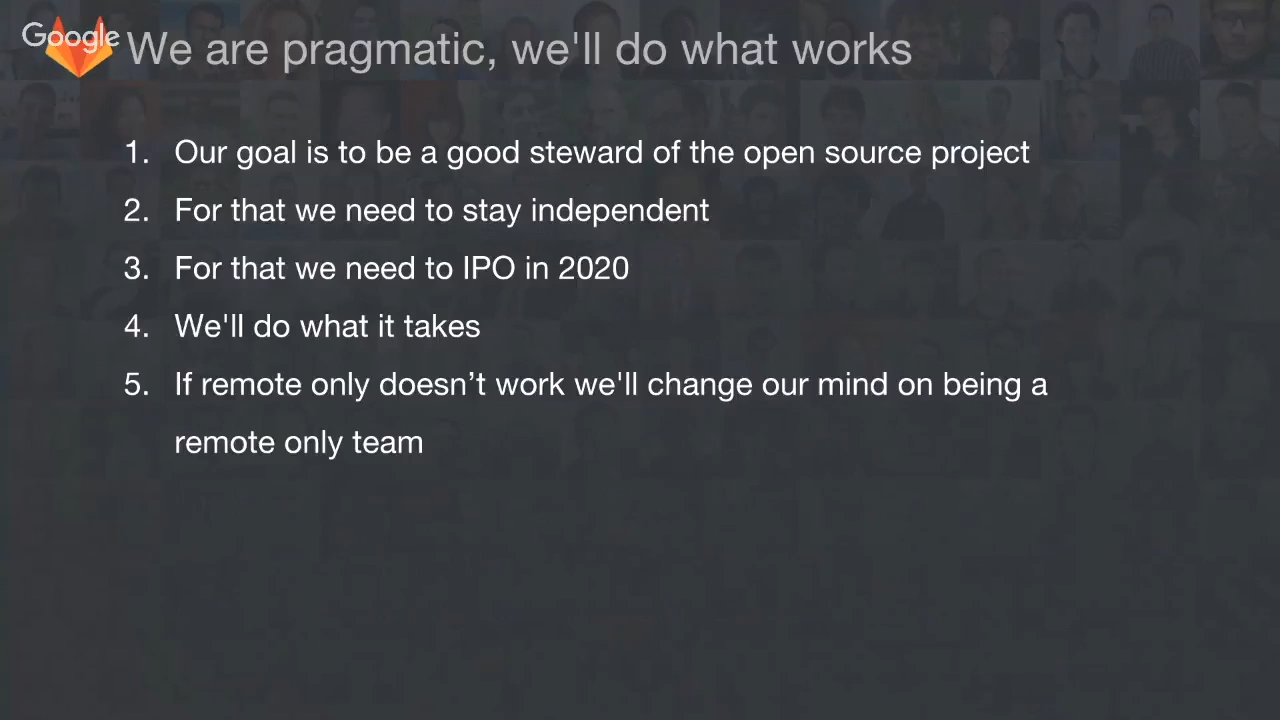 Google
We are pragmatic, we'll do what works
1. Our goal is to be a good steward of the open source project
2. For that we need to stay independent
3. For that we need to IPO in 2020
4. We'll do what it takes
5. If remote only doesn’t work we'll change our mind on being a
remote only team